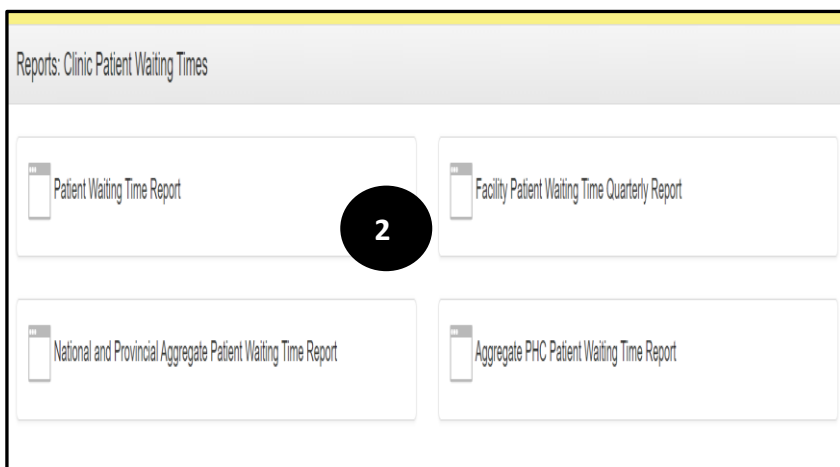 Reports: Clinic Patient Waiting Times
Patient Waiting Time Report
Facility Patient Waiting Time Quarterly Report
2
National and Provincial Aggregate Patient Waiting Time Report
Aggregate PHC Patient Waiting Time Report